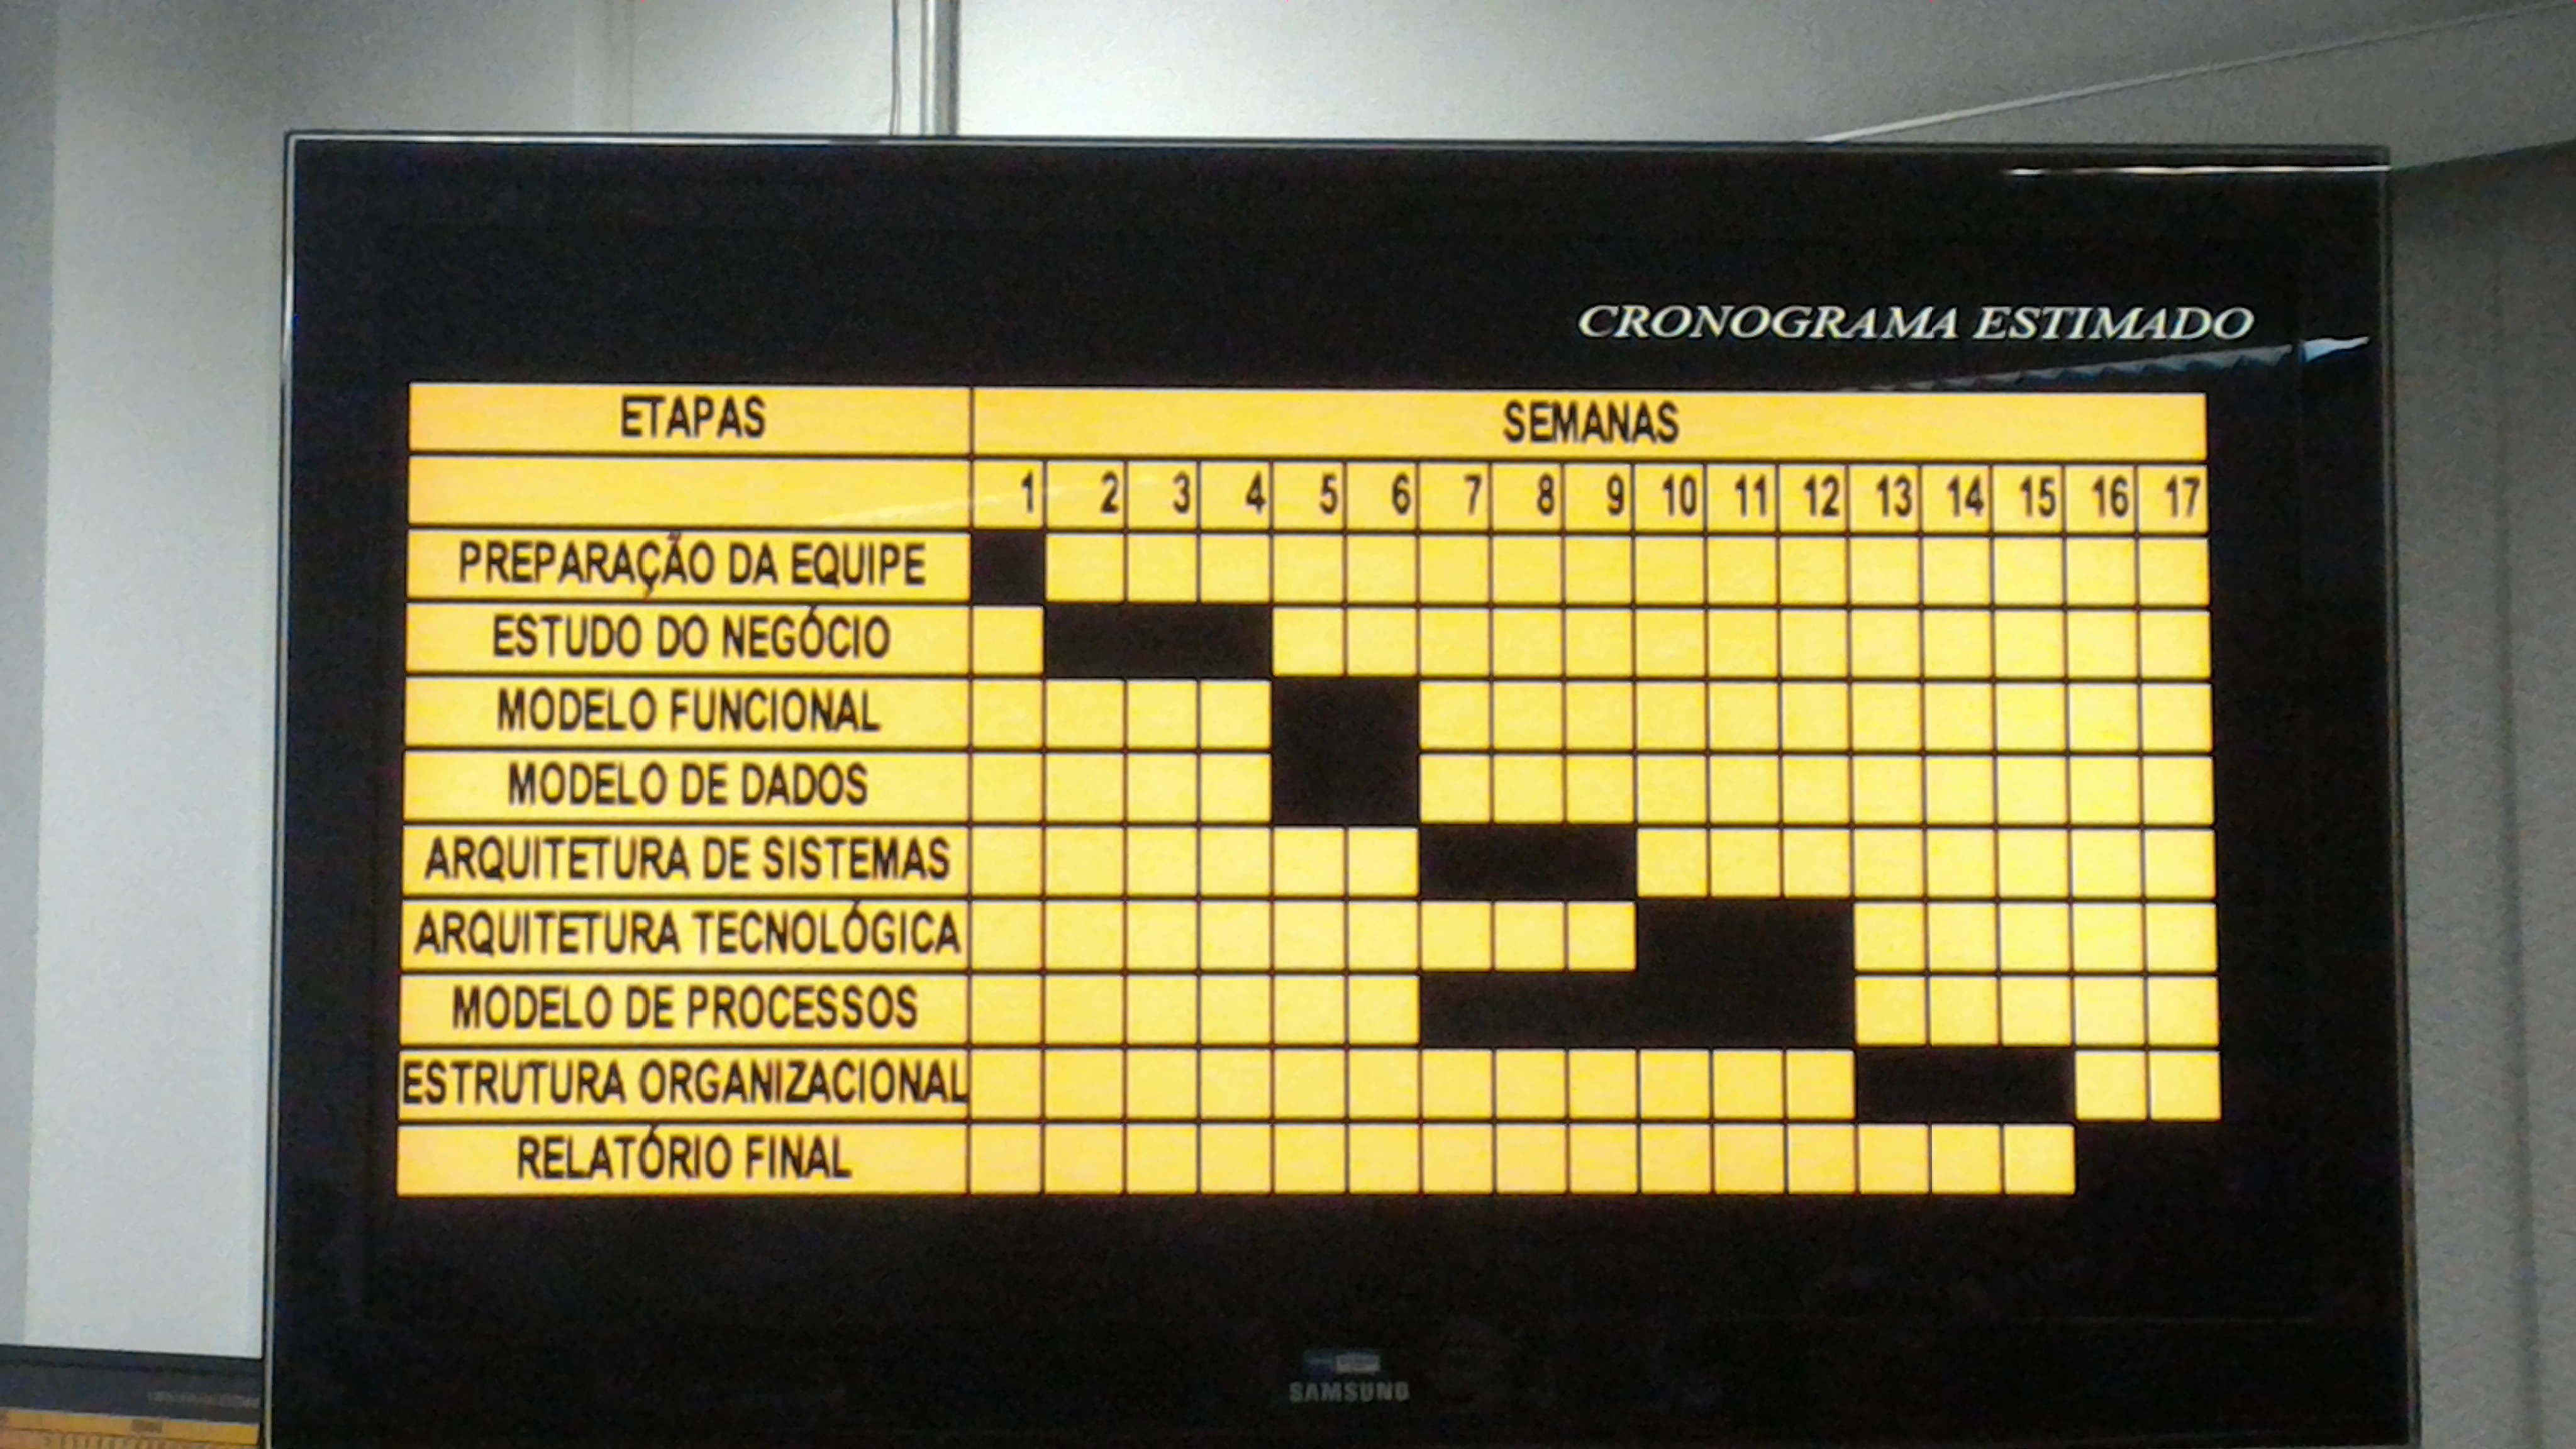 CRONOGRAMA ESTIMADO
ETAPAS SEMANAS
1 2 3 4 5 6 7 8 9 10 11 12 13 14 15 16 17
PREPARAÇÃO DA EQUIPE
ESTUDO DO NEGÓCIO
MODELO FUNCIONAL
MODELO DE DADOS
ARQUITETURA DE SISTEMAS
ARQUITETURA TECNOLÓGICA
MODELO DE PROCESSOS
ESTRUTURA ORGANIZACIONAL
RELATÓRIO FINAL
SAMSUNG